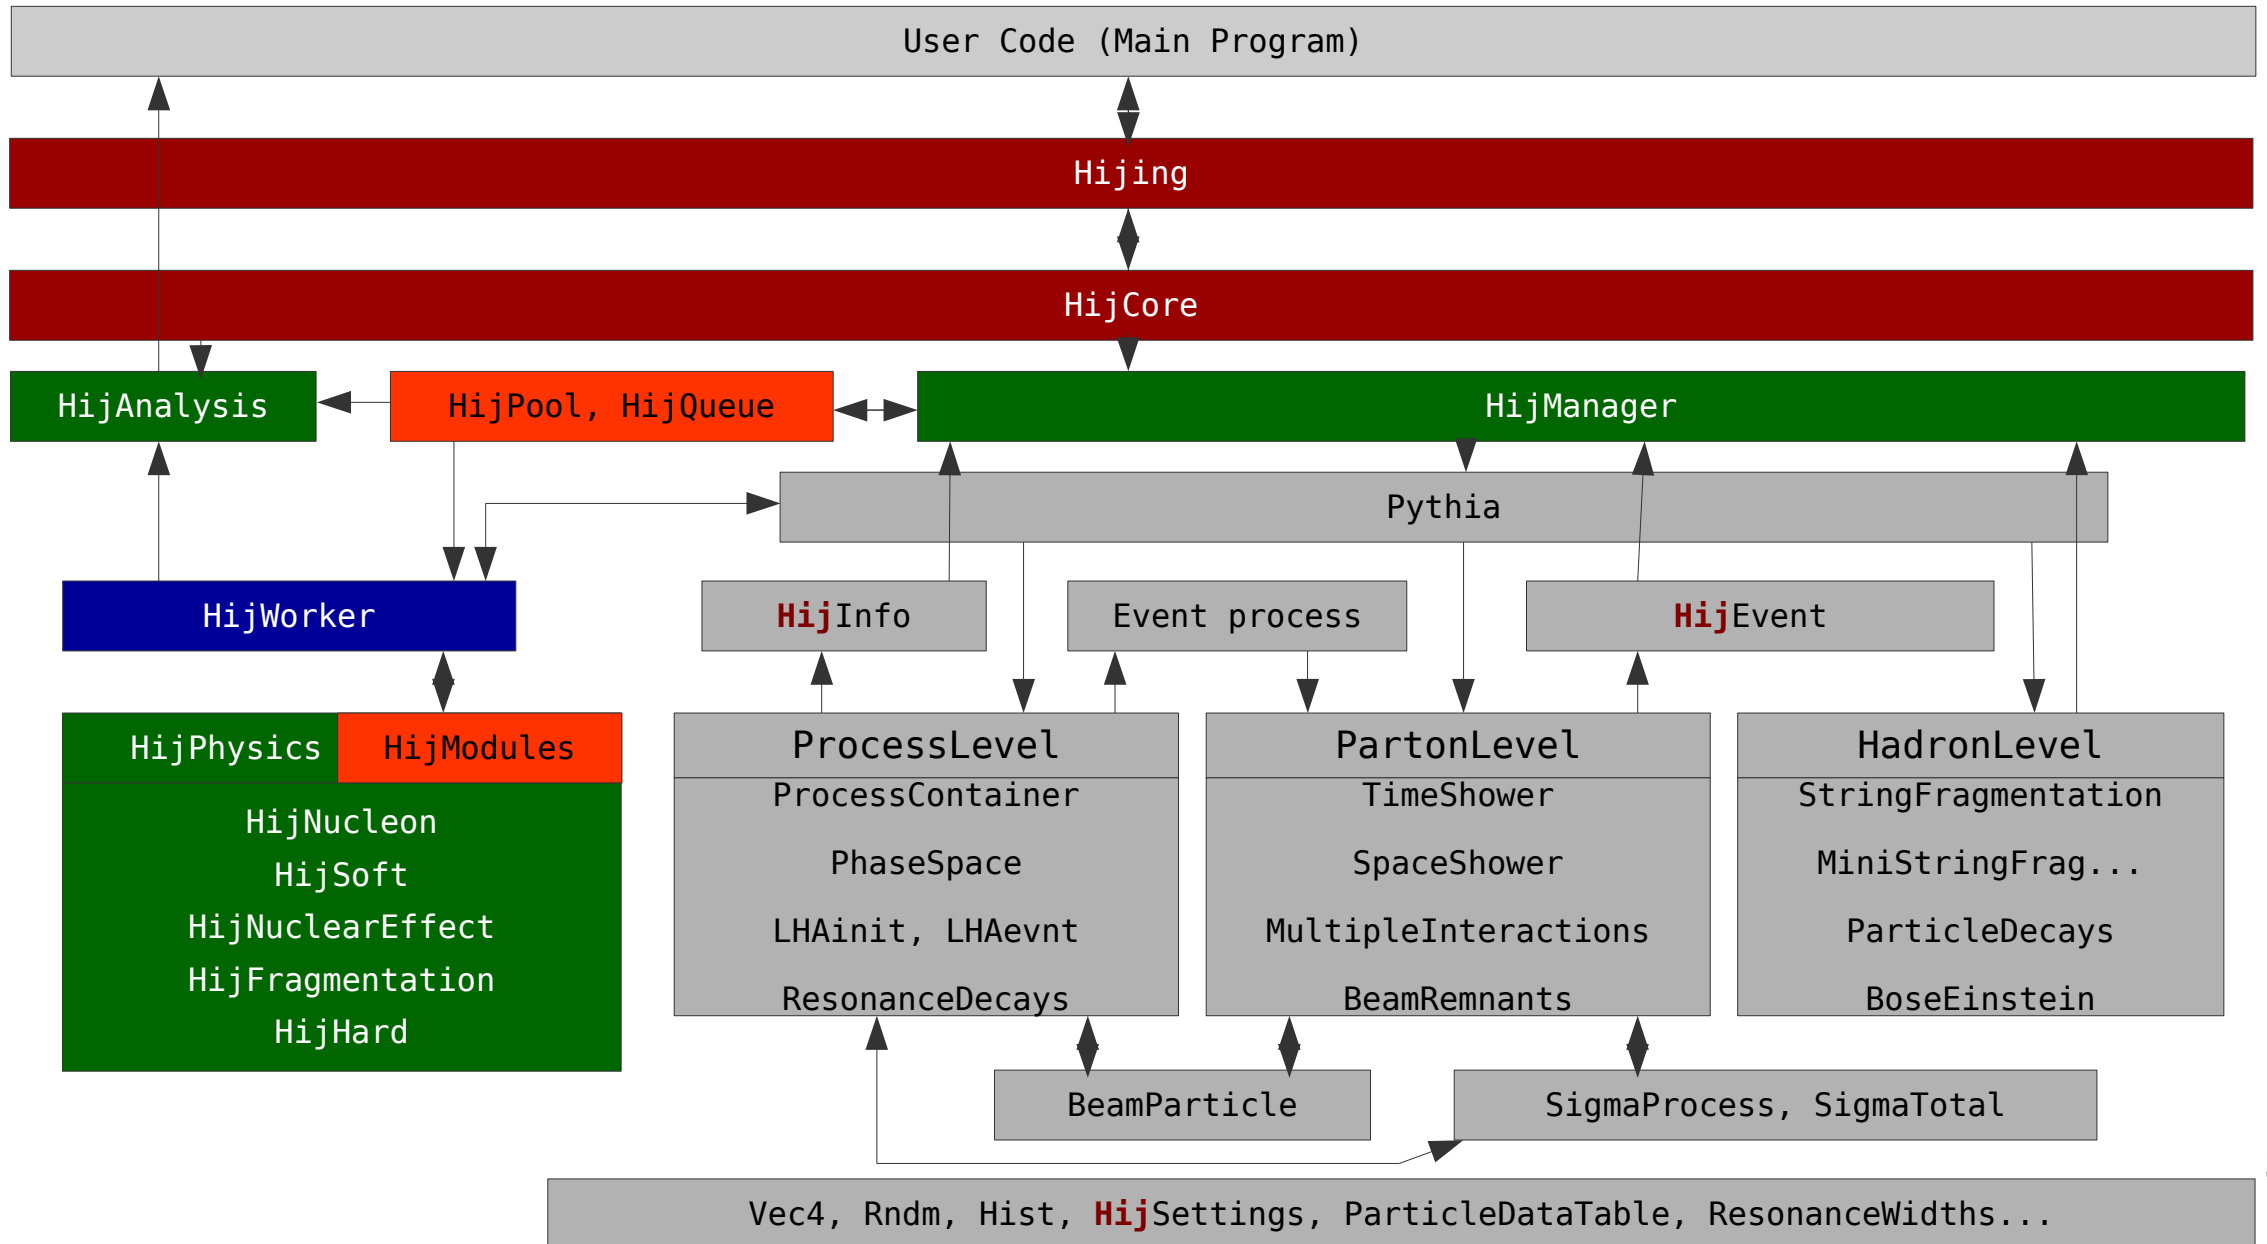 User Code (Main Program)
Hijing
HijCore
HijAnalysis
HijPool, HijQueue
HijManager
Pythia
HijWorker
HijInfo
Event process
HijEvent
HijPhysics
HijModules
HijNucleon
HijSoft
HijNuclearEffect
HijFragmentation
HijHard
ProcessLevel
ProcessContainer
PhaseSpace
LHAinit, LHAevnt
ResonanceDecays
PartonLevel
TimeShower
SpaceShower
MultipleInteractions
BeamRemnants
HadronLevel
StringFragmentation
MiniStringFrag...
ParticleDecays
BoseEinstein
BeamParticle
SigmaProcess, SigmaTotal
Vec4, Rndm, Hist, HijSettings, ParticleDataTable, ResonanceWidths...